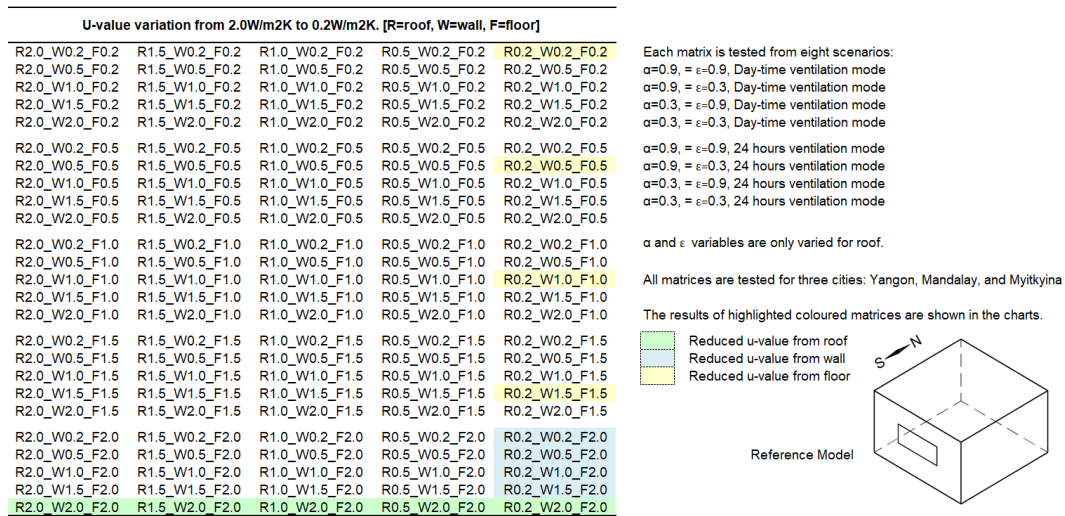 U-value variation from 2.0W/m2K to 0.2W/m2K. [R=roof, W=wall, F=floor]
R2.0_W0.2_F0.2 R1.5_W0.2_F0.2 R1.0_W0.2_F0.2 R0.5_W0.2_F0.2 R0.2_W0.2_F0.2
R2.0_W0.5_F0.2 R1.5_W0.5_F0.2 R1.0_W0.5_F0.2 R0.5_W0.5_F0.2 R0.2_W0.5_F0.2
R2.0_W1.0_F0.2 R1.5_W1.0_F0.2 R1.0_W1.0_F0.2 R0.5_W1.0_F0.2 R0.2_W1.0_F0.2
R2.0_W1.5_F0.2 R1.5_W1.5_F0.2 R1.0_W1.5_F0.2 R0.5_W1.5_F0.2 R0.2_W1.5_F0.2
R2.0_W2.0_F0.2 R1.5_W2.0_F0.2 R1.0_W2.0_F0.2 R0.5_W2.0_F0.2 R0.2_W2.0_F0.2
R2.0_W0.2_F0.5 R1.5_W0.2_F0.5 R1.0_W0.2_F0.5 R0.5_W0.2_F0.5 R0.2_W0.2_F0.5
R2.0_W0.5_F0.5 R1.5_W0.5_F0.5 R1.0_W0.5_F0.5 R0.5_W0.5_F0.5 R0.2_W0.5_F0.5
R2.0_W1.0_F0.5 R1.5_W1.0_F0.5 R1.0_W1.0_F0.5 R0.5_W1.0_F0.5 R0.2_W1.0_F0.5
R2.0_W1.5_F0.5 R1.5_W1.5_F0.5 R1.0_W1.5_F0.5 R0.5_W1.5_F0.5 R0.2_W1.5_F0.5
R2.0_W2.0_F0.5 R1.5_W2.0_F0.5 R1.0_W2.0_F0.5 R0.5_W2.0_F0.5 R0.2_W2.0_F0.5
R2.0_W0.2_F1.0 R1.5_W0.2_F1.0 R1.0_W0.2_F1.0 R0.5_W0.2_F1.0 R0.2_W0.2_F1.0
R2.0_W0.5_F1.0 R1.5_W0.5_F1.0 R1.0_W0.5_F1.0 R0.5_W0.5_F1.0 R0.2_W0.5_F1.0
R2.0_W1.0_F1.0 R1.5_W1.0_F1.0 R1.0_W1.0_F1.0 R0.5_W1.0_F1.0 R0.2_W1.0_F1.0
R2.0_W1.5_F1.0 R1.5_W1.5_F1.0 R1.0_W1.5_F1.0 R0.5_W1.5_F1.0 R0.2_W1.5_F1.0
R2.0_W2.0_F1.0 R1.5_W2.0_F1.0 R1.0_W2.0_F1.0 R0.5_W2.0_F1.0 R0.2_W2.0_F1.0
R2.0_W0.2_F1.5 R1.5_W0.2_F1.5 R1.0_W0.2_F1.5 R0.5_W0.2_F1.5 R0.2_W0.2_F1.5
R2.0_W0.5_F1.5 R1.5_W0.5_F1.5 R1.0_W0.5_F1.5 R0.5_W0.5_F1.5 R0.2_W0.5_F1.5
R2.0_W1.0_F1.5 R1.5_W1.0_F1.5 R1.0_W1.0_F1.5 R0.5_W1.0_F1.5 R0.2_W1.0_F1.5
R2.0_W1.5_F1.5 R1.5_W1.5_F1.5 R1.0_W1.5_F1.5 R0.5_W1.5_F1.5 R0.2_W1.5_F1.5
R2.0_W2.0_F1.5 R1.5_W2.0_F1.5 R1.0_W2.0_F1.5 R0.5_W2.0_F1.5 R0.2_W2.0_F1.5
R2.0_W0.2_F2.0 R1.5_W0.2_F2.0 R1.0_W0.2_F2.0 R0.5_W0.2_F2.0 R0.2_W0.2_F2.0
R2.0_W0.5_F2.0 R1.5_W0.5_F2.0 R1.0_W0.5_F2.0 R0.5_W0.5_F2.0 R0.2_W0.5_F2.0
R2.0_W1.0_F2.0 R1.5_W1.0_F2.0 R1.0_W1.0_F2.0 R0.5_W1.0_F2.0 R0.2_W1.0_F2.0
R2.0_W1.5_F2.0 R1.5_W1.5_F2.0 R1.0_W1.5_F2.0 R0.5_W1.5_F2.0 R0.2_W1.5_F2.0
R2.0_W2.0_F2.0 R1.5_W2.0_F2.0 R1.0_W2.0_F2.0 R0.5_W2.0_F2.0 R0.2_W2.0_F2.0
Each matrix is tested from eight scenarios:
α=0.9, = ε=0.9, Day-time ventilation mode
α=0.9, = ε=0.3, Day-time ventilation mode
α=0.3, = ε=0.9, Day-time ventilation mode
α=0.3, = ε=0.3, Day-time ventilation mode
α=0.9, = ε=0.9, 24 hours ventilation mode
α=0.9, = ε=0.3, 24 hours ventilation mode
α=0.3, = ε=0.9, 24 hours ventilation mode
α=0.3, = ε=0.3, 24 hours ventilation mode
α and ε variables are only varied for roof.
All matrices are tested for three cities: Yangon, Mandalay, and Myitkyina
The results of highlighted coloured matrices are shown in the charts.
Reduced u-value from roof
Reduced u-value from wall
Reduced u-value from floor
S N
Reference Model